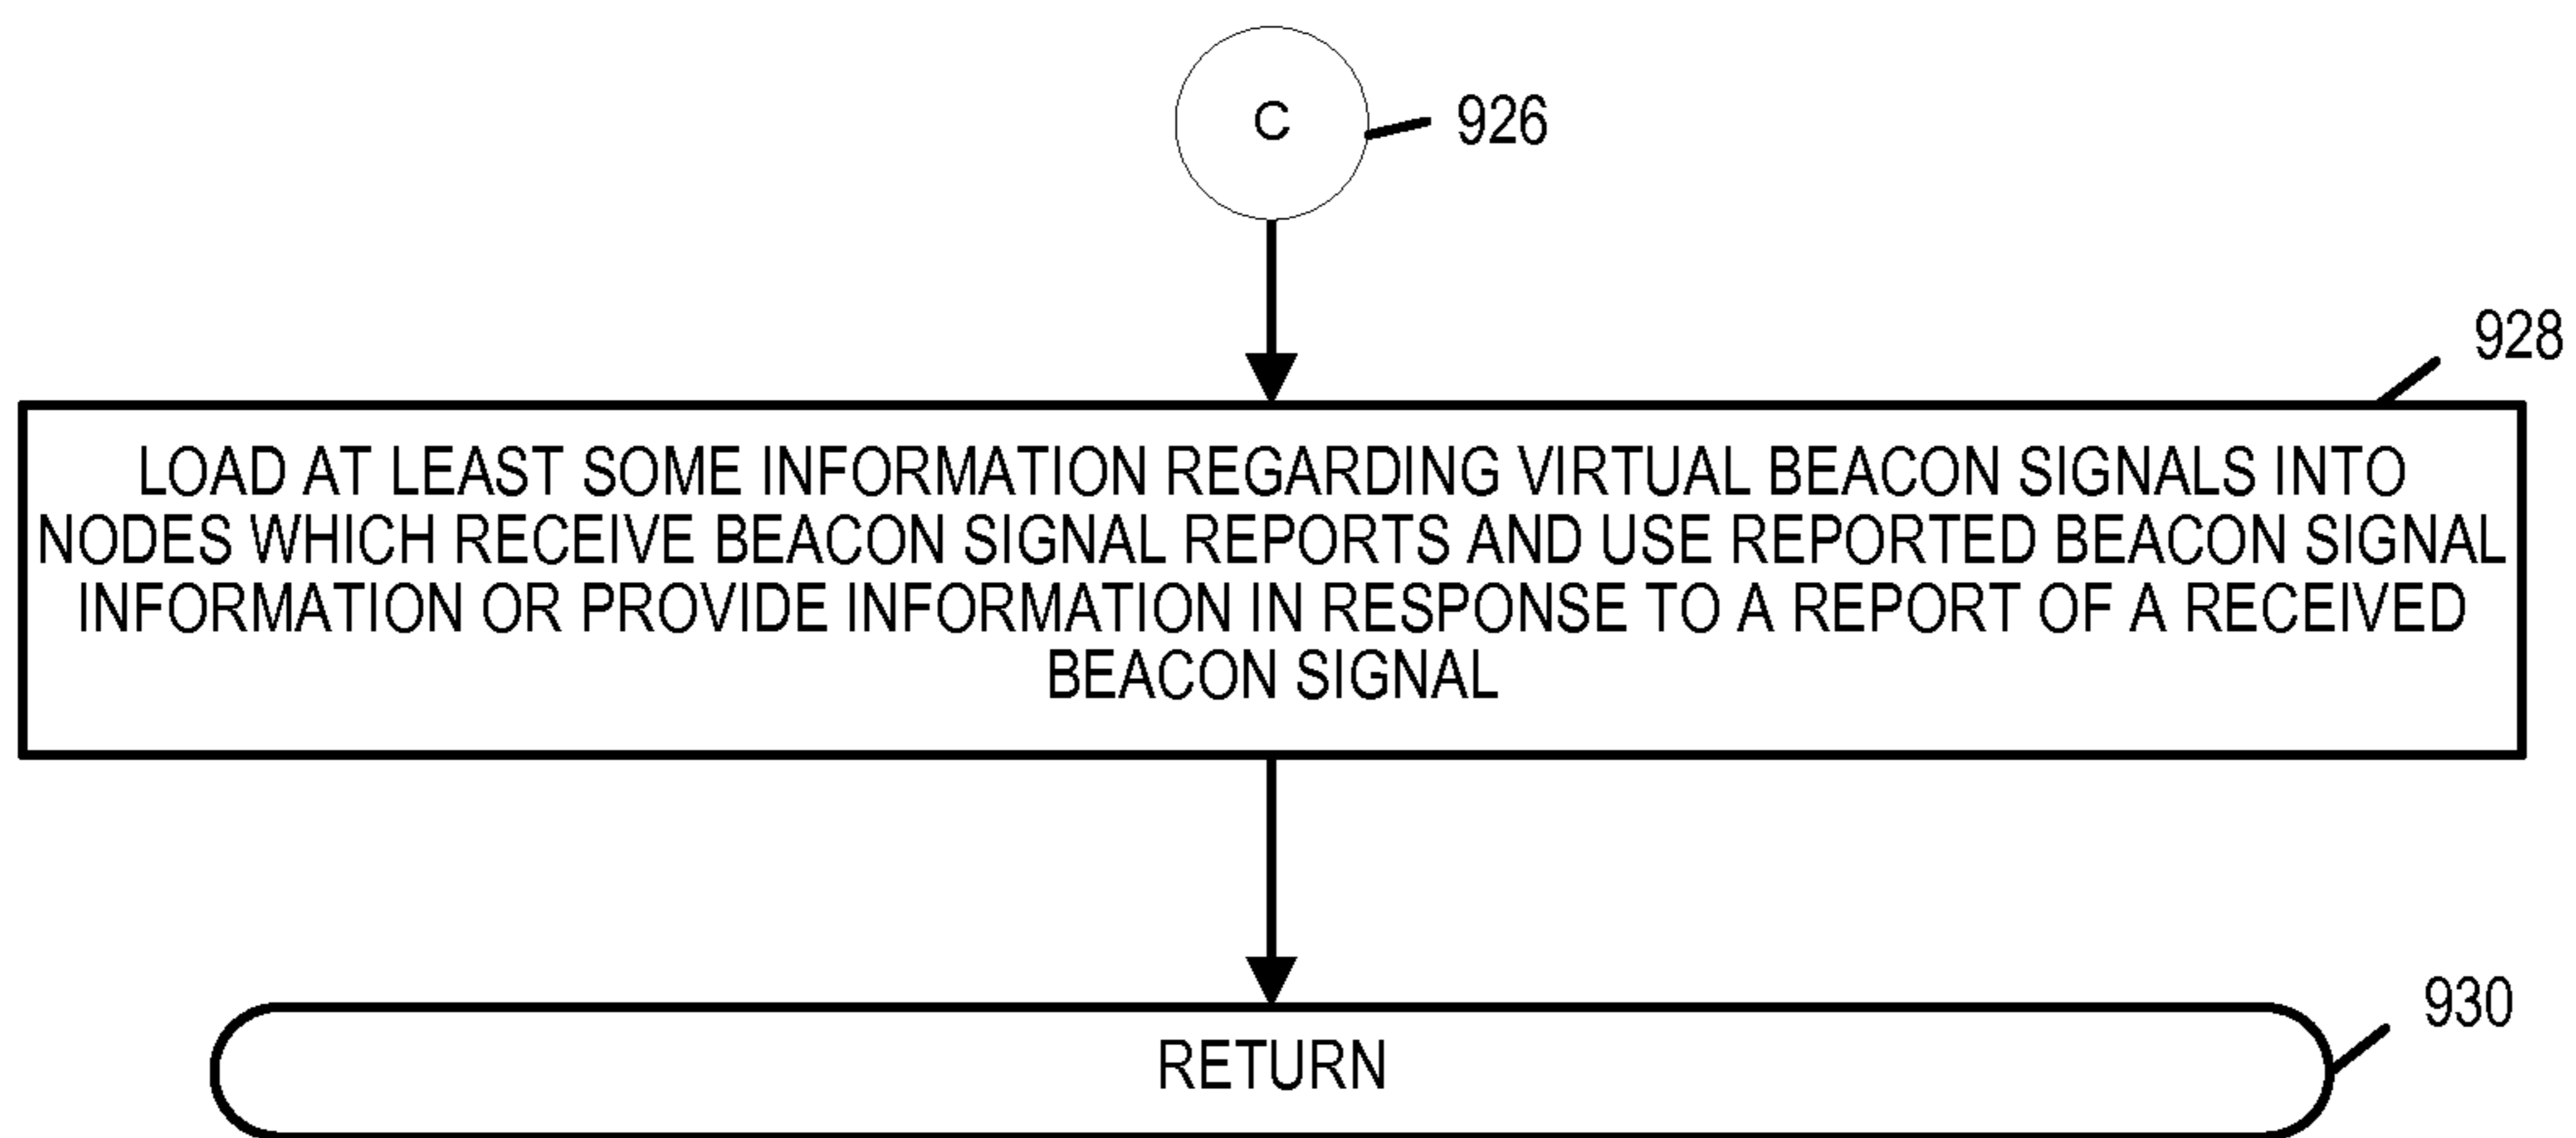 C
926
928
LOAD AT LEAST SOME INFORMATION REGARDING VIRTUAL BEACON SIGNALS INTO
NODES WHICH RECEIVE BEACON SIGNAL REPORTS AND USE REPORTED BEACON SIGNAL
INFORMATION OR PROVIDE INFORMATION IN RESPONSE TO A REPORT OF A RECEIVED
BEACON SIGNAL
930
RETURN